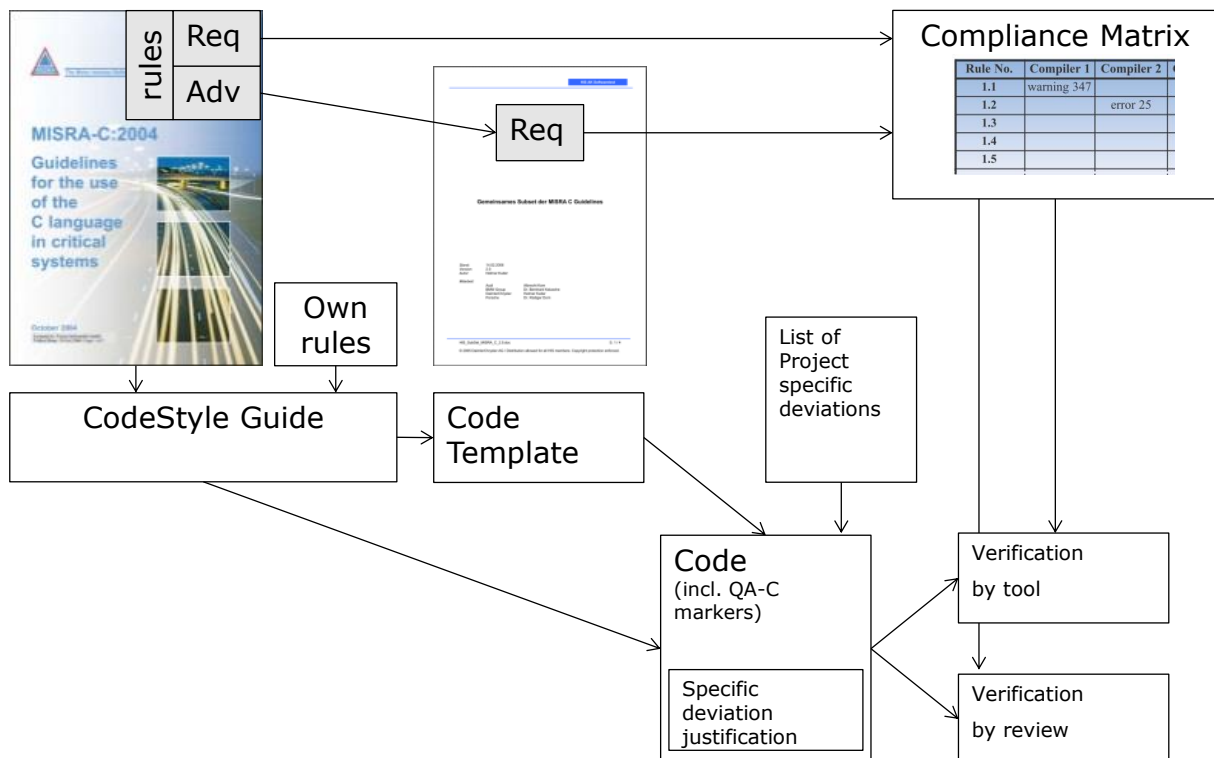 rules
Req
Adv
MISRA-C:2004
Guidelines
for the use
of the
C language
in critical
systems
October 2004
Req
Gemeinsames Subset der MISRA C Guidelines
Compliance Matrix
Rule No. Compiler 1 Compiler 2
1.1 warning 347
1.2 error 25
1.3
1.4
1.5
Own
rules
List of
Project
specific
deviations
CodeStyle Guide
Code
Template
Code
(incl. QA-C
markers)
Specific
deviation
justification
Verification
by tool
Verification
by review